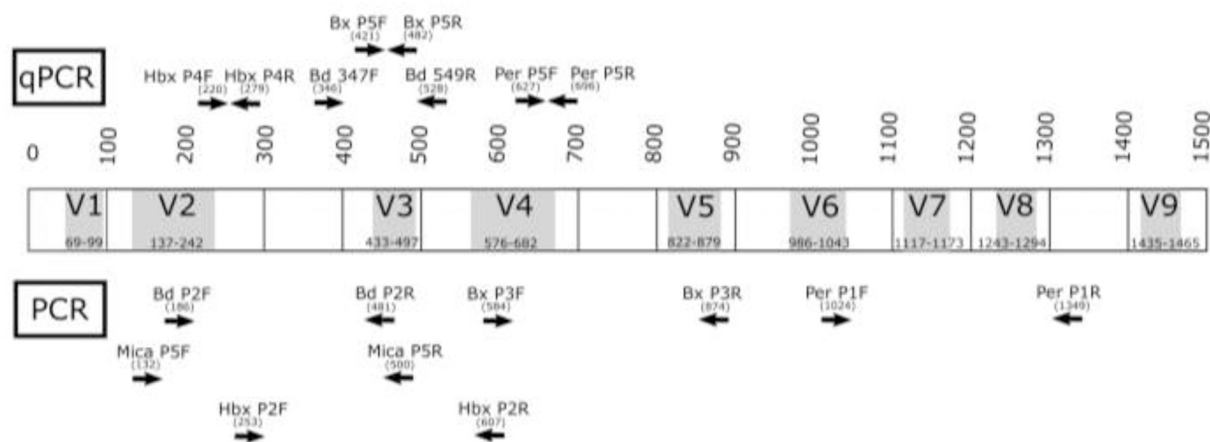 Bx P5F Bx P5R
(421) (482)
qPCR
Hbx P4F Hbx P4R Bd 347F Bd 549R Per P5F Per P5R
(220) (279) (346) (528) (627) (696)
0 100 200 300 400 500 600 700 800 900 1000 1100 1200 1300 1400 1500
V1 V2 V3 V4 V5 V6 V7 V8 V9
69-99 137-242 433-497 576-682 822-879 986-1043 1117-1173 1243-1294 1435-1465
PCR
Bd P2F Bd P2R Bx P3F Bx P3R Per P1F Per P1R
(186) (481) (584) (874) (1024) (1349)
Mica P5F Mica P5R
(132) (500)
Hbx P2F Hbx P2R
(253) (607)